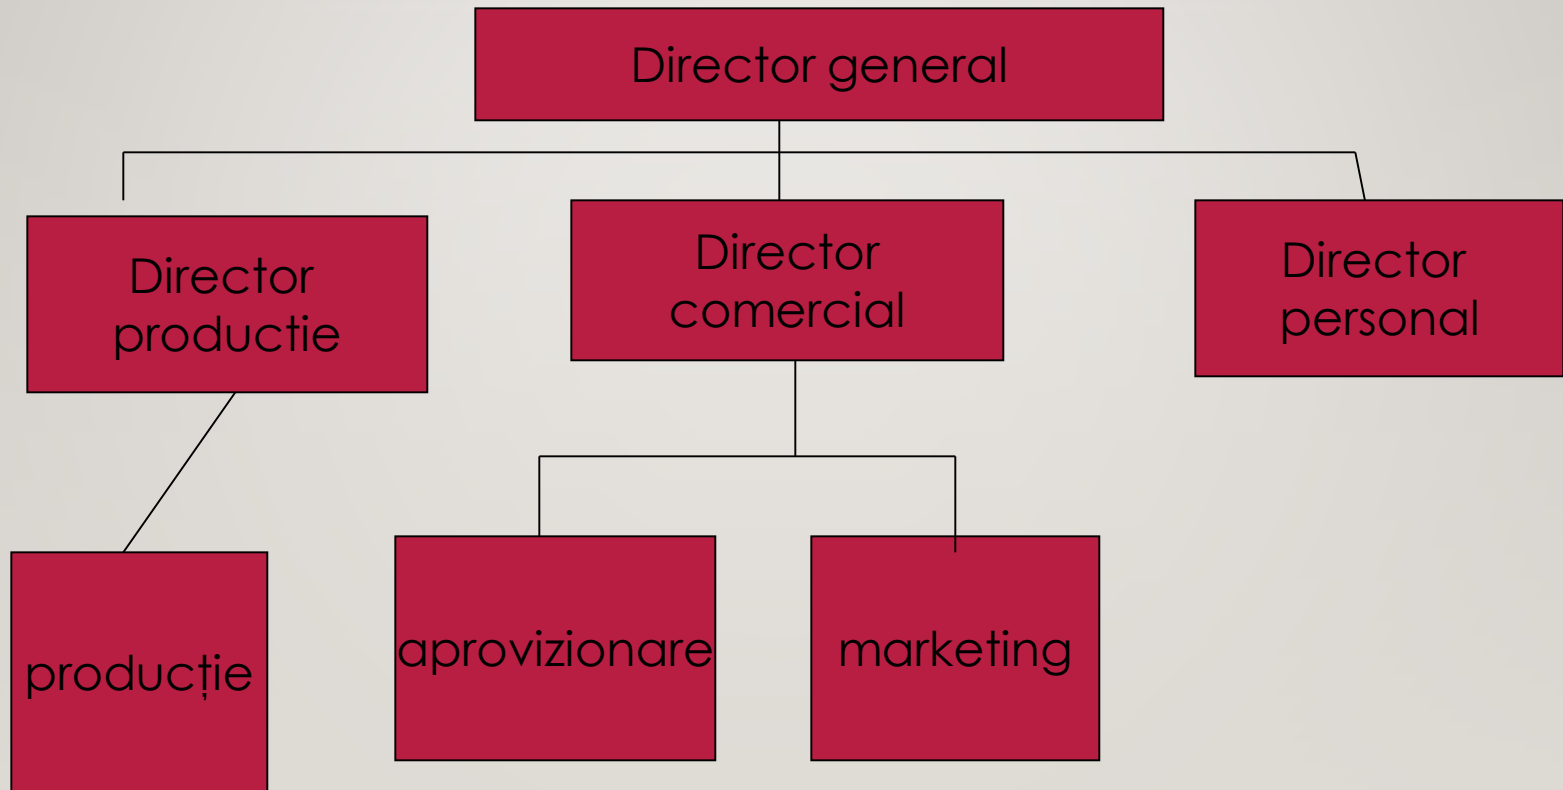 Director general
Director
productie
Director
comercial
Director
personal
producție
aprovizionare
marketing